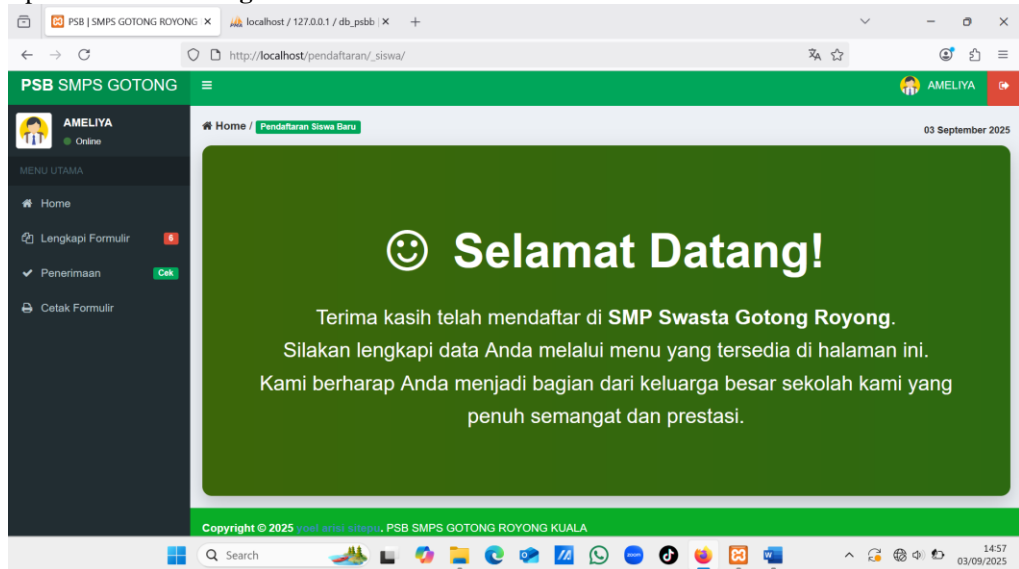 PSB | SMPS GOTONG ROYONG
localhost / 127.0.0.1 / db_psbb |
http://localhost/pendaftaran/_siswa/
PSB SMPS GOTONG
AMELIYA
AMELIYA
Online
Home / Pendaftaran Siswa Baru
03 September 2025
MENU UTAMA
Home
Lengkapi Formulir 6
Penerimaan Cek
Cetak Formulir
Selamat Datang!
Terima kasih telah mendaftar di SMP Swasta Gotong Royong.
Silakan lengkapi data Anda melalui menu yang tersedia di halaman ini.
Kami berharap Anda menjadi bagian dari keluarga besar sekolah kami yang
penuh semangat dan prestasi.
Copyright © 2025 . PSB SMPS GOTONG ROYONG KUALA
Search
14:57
03/09/2025